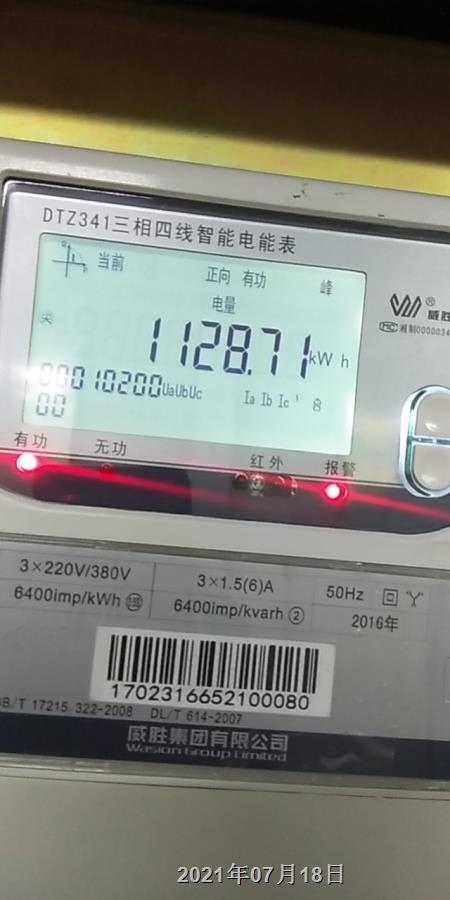 DTZ341三相四线智能电能表
当前 正向 有功 峰
电量
威胜
尖 1128.71 kWh
00010200 UaUbUc Ia Ib Ic
00
有功 无功 红外 报警
3×220V/380V 3×1.5(6)A 50Hz
6400imp/kWh 6400imp/kvarh ② 2016年
1702316652100080
GB/T 17215.322-2008 DL/T 614-2007
威胜集团有限公司
Wasion Group Limited
2021年07月18日